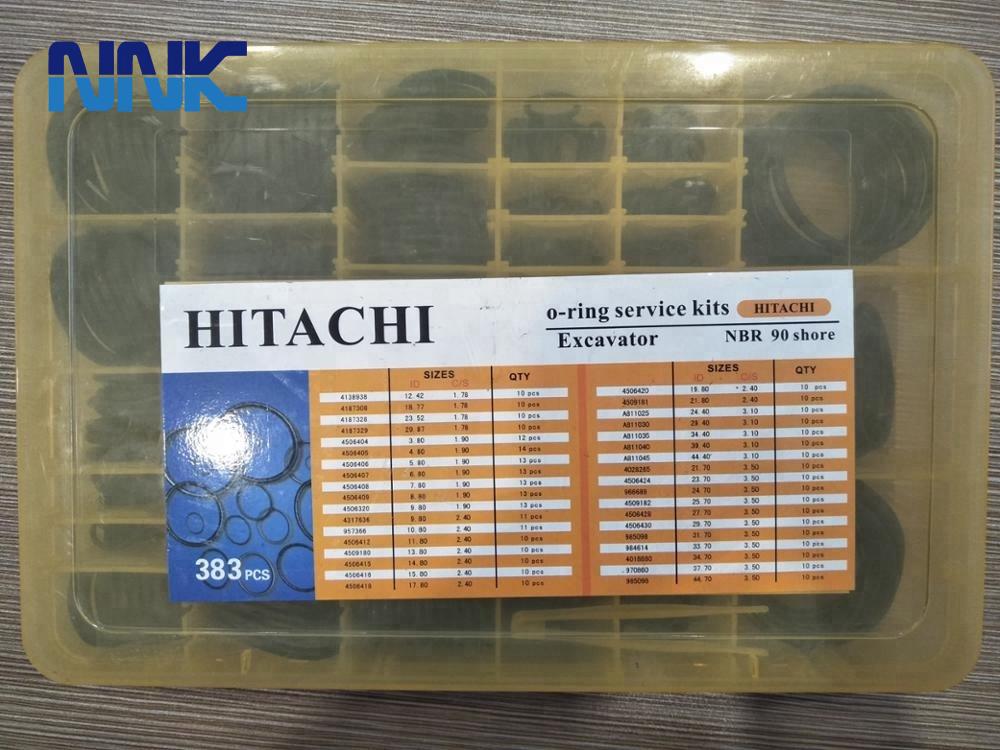 NNK
HITACHI
o-ring service kits HITACHI
Excavator NBR 90 shore
SIZES QTY
ID C/S
4138938 12.42 1.78 10 pcs
4187308 18.77 1.78 10 pcs
4187328 23.52 1.78 10 pcs
4187329 29.87 1.78 10 pcs
4506404 3.80 1.90 12 pcs
4506405 4.80 1.90 14 pcs
4506406 5.80 1.90 13 pcs
4506407 6.80 1.90 13 pcs
4506408 7.80 1.90 13 pcs
4506409 8.80 1.90 13 pcs
4506320 9.80 1.90 13 pcs
4317636 9.80 2.40 11 pcs
957366 10.80 2.40 11 pcs
4506412 11.80 2.40 10 pcs
4509180 13.80 2.40 10 pcs
4506415 14.80 2.40 10 pcs
4506416 15.80 2.40 10 pcs
4506419 17.80 2.40 10 pcs
SIZES QTY
ID C/S
4506420 19.80 2.40 10 pcs
4509181 21.80 2.40 10 pcs
A811025 24.40 3.10 10 pcs
A811030 29.40 3.10 10 pcs
A811035 34.40 3.10 10 pcs
A811040 39.40 3.10 10 pcs
A811045 44.40 3.10 10 pcs
4028265 21.70 3.50 10 pcs
4506424 23.70 3.50 10 pcs
966689 24.70 3.50 10 pcs
4509182 25.70 3.50 10 pcs
4506428 27.70 3.50 10 pcs
4506430 29.70 3.50 10 pcs
985098 31.70 3.50 10 pcs
984614 33.70 3.50 10 pcs
4018680 34.70 3.50 10 pcs
970860 37.70 3.50 10 pcs
44.70 3.50 10 pcs
383 PCS